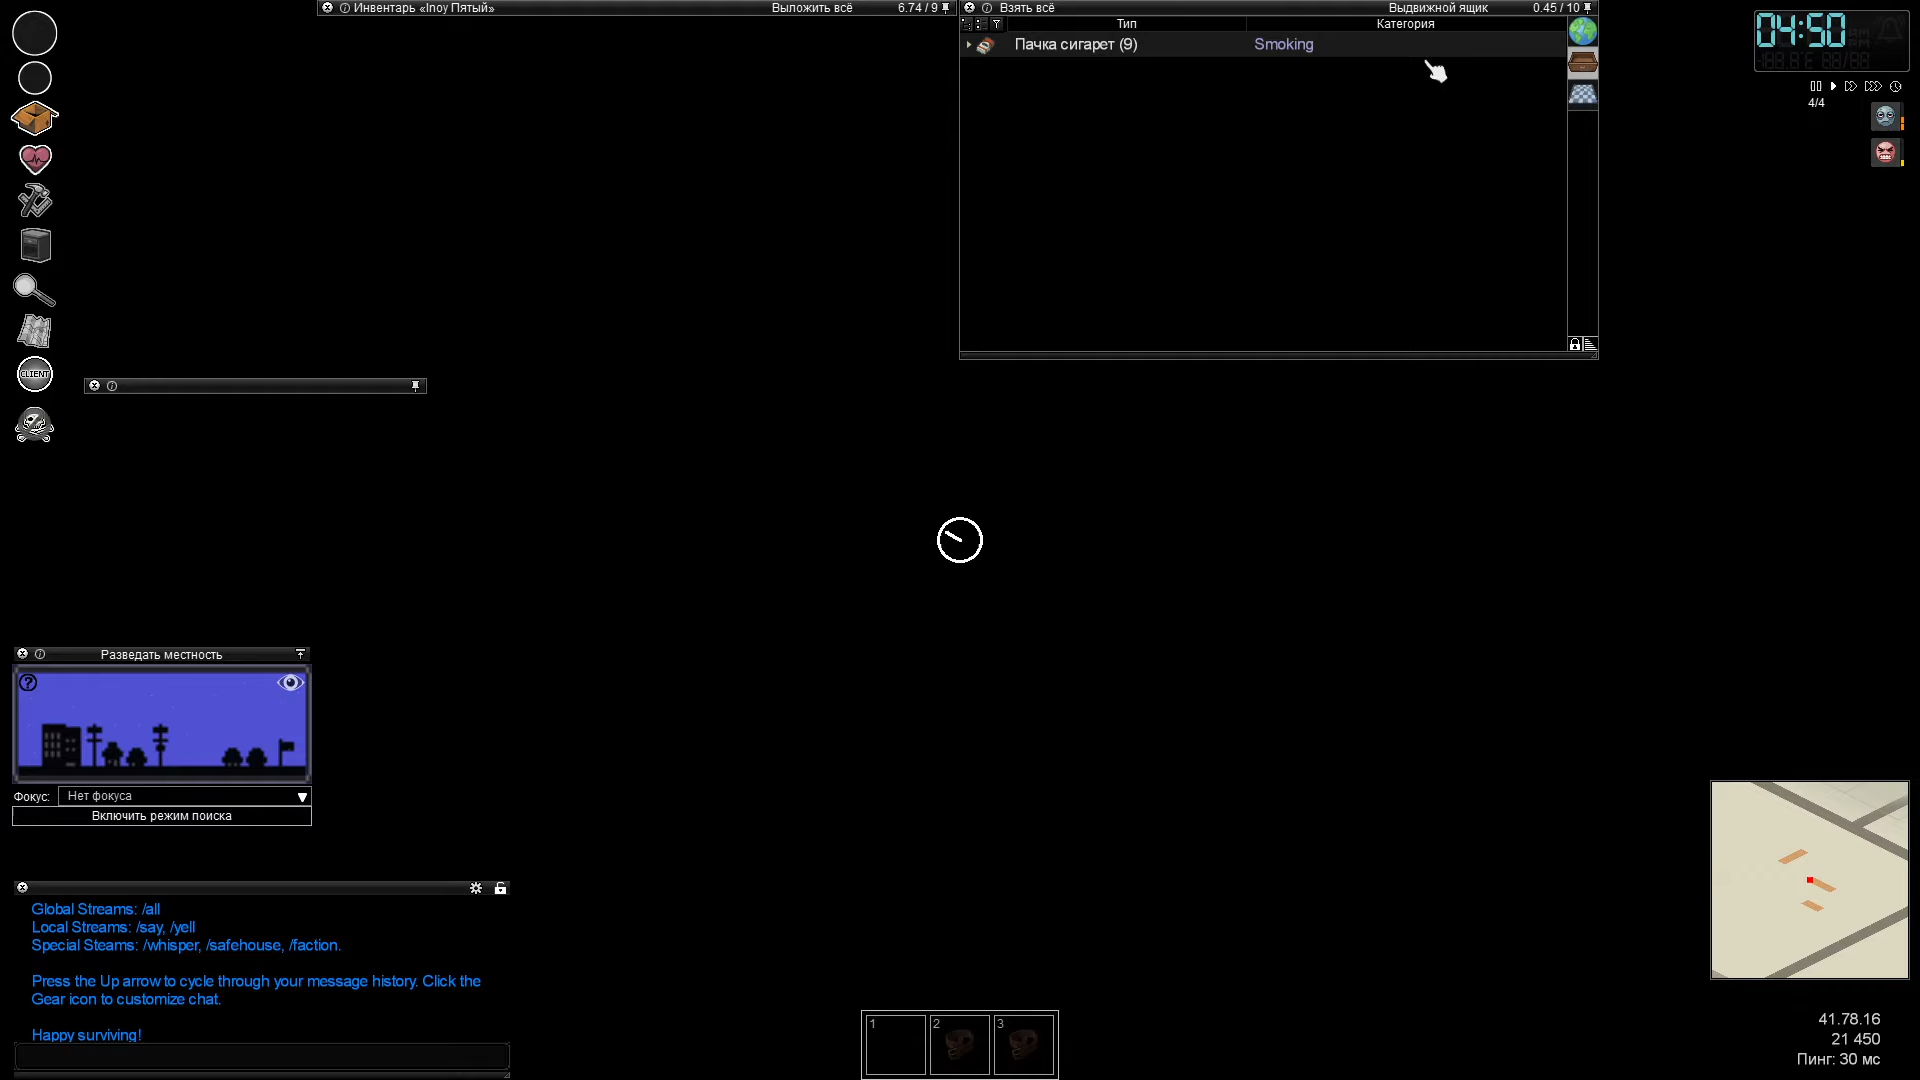 Инвентарь «Inoy Пятый»
Выложить всё
6.74 / 9
Взять всё
Выдвижной ящик
0.45 / 10
Тип
Категория
Пачка сигарет (9)
Smoking
04:50
4/4
CLIENT
Разведать местность
?
Фокус:
Нет фокуса
Включить режим поиска
Global Streams: /all
Local Streams: /say, /yell
Special Steams: /whisper, /safehouse, /faction.
Press the Up arrow to cycle through your message history. Click the
Gear icon to customize chat.
Happy surviving!
1
2
3
41.78.16
21 450
Пинг: 30 мс